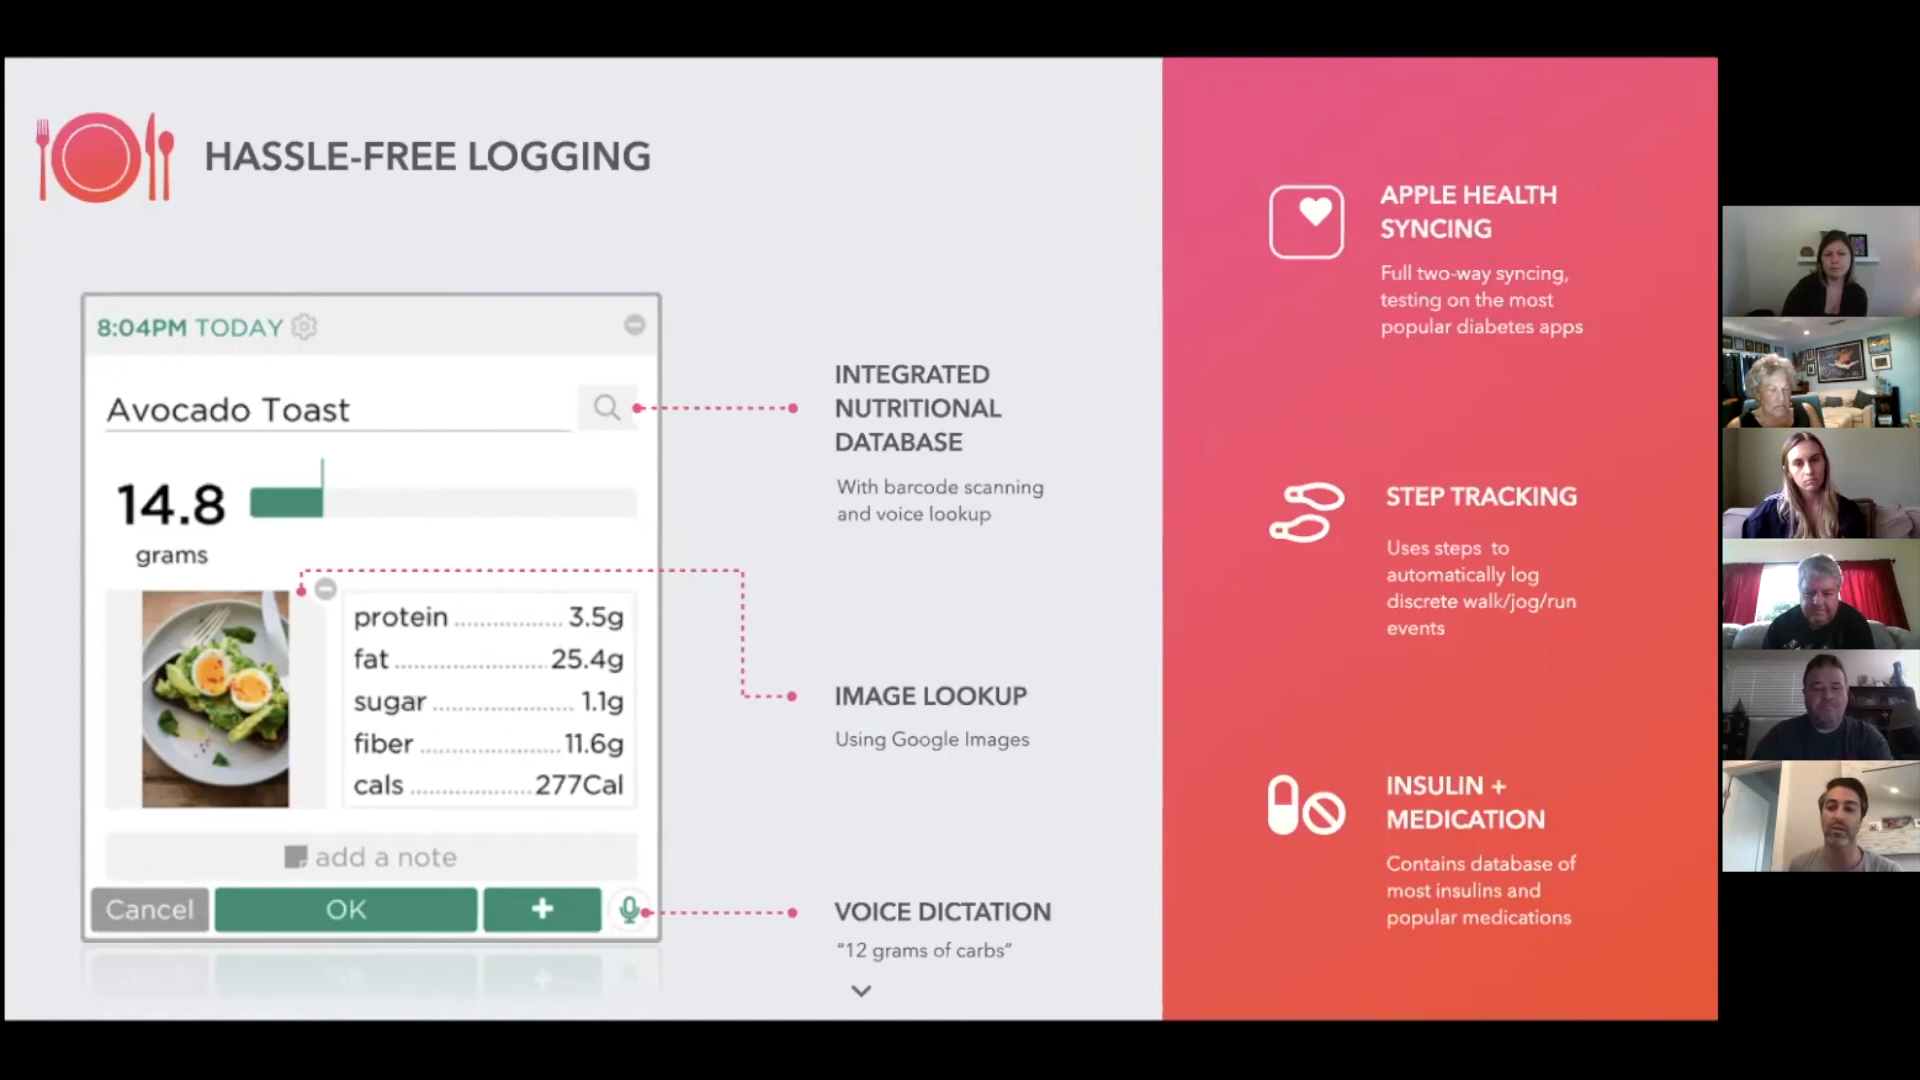 HASSLE-FREE LOGGING
8:04PM TODAY
Avocado Toast
14.8
grams
protein ................ 3.5g
fat ...................... 25.4g
sugar .................... 1.1g
fiber .................... 11.6g
cals ................. 277Cal
add a note
Cancel
OK
+
INTEGRATED
NUTRITIONAL
DATABASE
With barcode scanning
and voice lookup
IMAGE LOOKUP
Using Google Images
VOICE DICTATION
“12 grams of carbs”
APPLE HEALTH
SYNCING
Full two-way syncing,
testing on the most
popular diabetes apps
STEP TRACKING
Uses steps to
automatically log
discrete walk/jog/run
events
INSULIN +
MEDICATION
Contains database of
most insulins and
popular medications